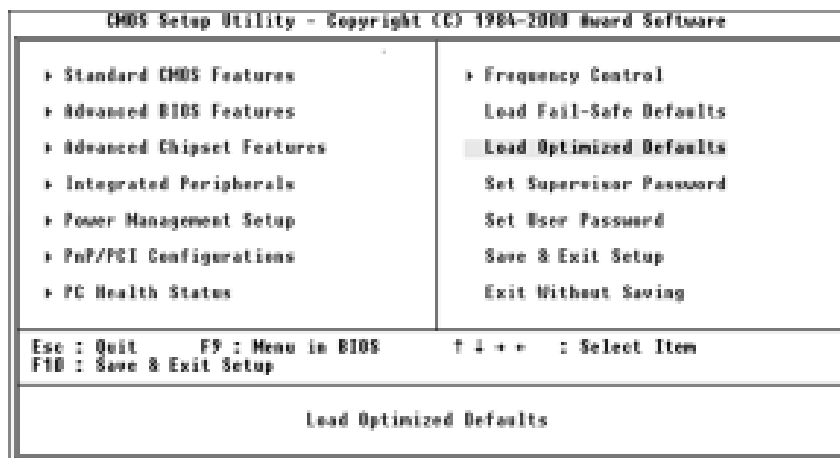 CMOS Setup Utility - Copyright (C) 1984-2000 Award Software
▸ Standard CMOS Features
▸ Advanced BIOS Features
▸ Advanced Chipset Features
▸ Integrated Peripherals
▸ Power Management Setup
▸ PnP/PCI Configurations
▸ PC Health Status
▸ Frequency Control
Load Fail-Safe Defaults
Load Optimized Defaults
Set Supervisor Password
Set User Password
Save & Exit Setup
Exit Without Saving
Esc : Quit F9 : Menu in BIOS ↑ ↓ → ← : Select Item
F10 : Save & Exit Setup
Load Optimized Defaults